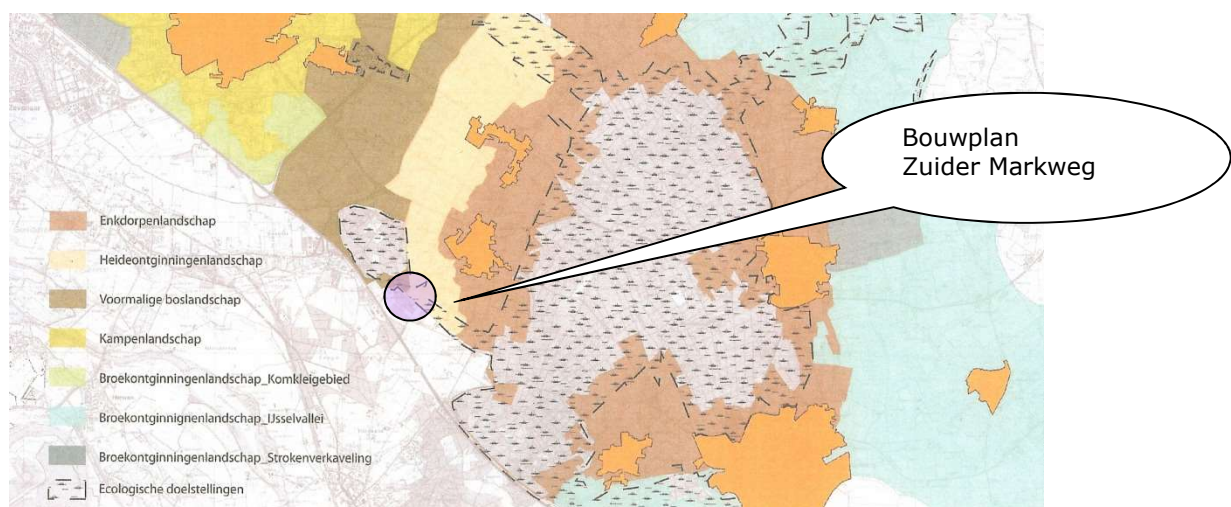 Bouwplan
Zuider Markweg
Enkdorpenlandschap
Heideontginningenlandschap
Voormalige boslandschap
Kampenlandschap
Broekontginningenlandschap_Komkleigebied
Broekontginnignenlandschap_IJsselvallei
Broekontginningenlandschap_Strokenverkaveling
Ecologische doelstellingen